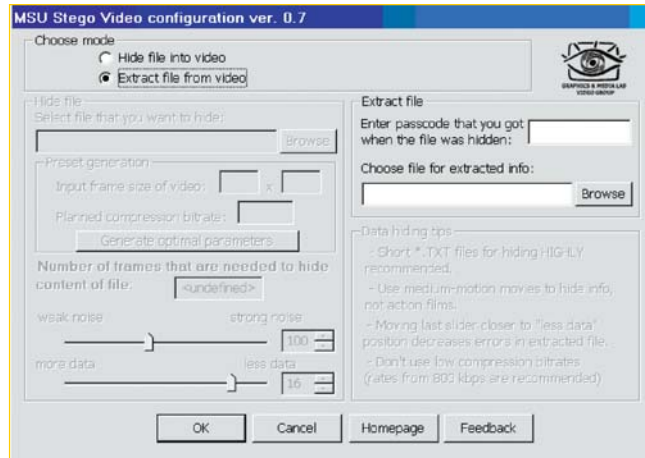 MSU Stego Video configuration ver. 0.7
Choose mode
Hide file into video
Extract file from video
GRAPHICS & MEDIA LAB
VIDEO GROUP
Hide file
Select file that you want to hide:
Browse
Preset generation
Input frame size of video:
x
Planned compression bitrate:
Generate optimal parameters
Number of frames that are needed to hide
content of file:
<undefined>
weak noise
strong noise
100
more data
less data
16
Extract file
Enter passcode that you got
when the file was hidden:
Choose file for extracted info:
Browse
Data hiding tips
- Short *.TXT files for hiding HIGHLY
recommended.
- Use medium-motion movies to hide info,
not action films.
- Moving last slider closer to "less data"
position decreases errors in extracted file.
- Don't use low compression bitrates
(rates from 800 kbps are recommended)
OK
Cancel
Homepage
Feedback